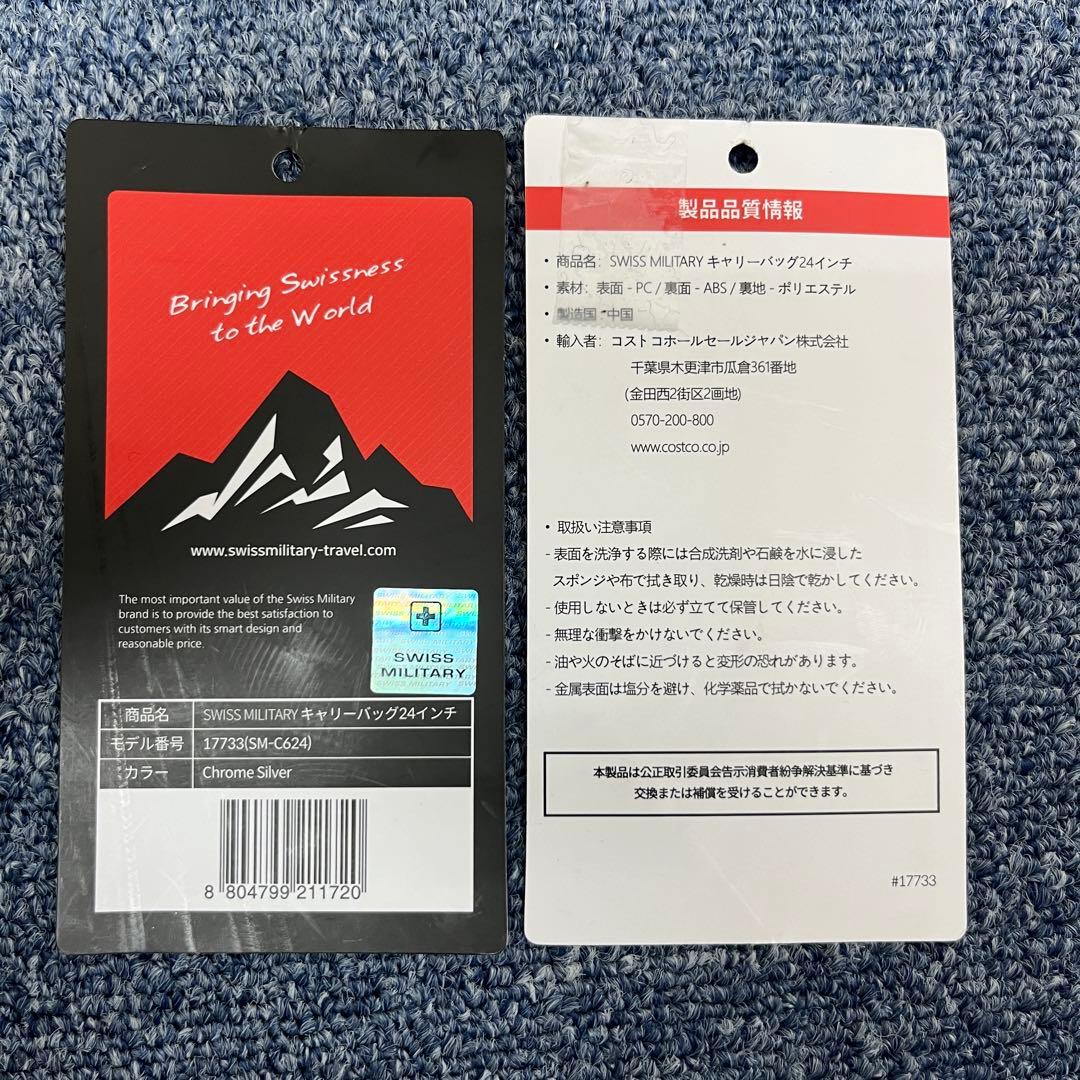 Bringing Swissness
to the World
www.swissmilitary-travel.com
The most important value of the Swiss Military
brand is to provide the best satisfaction to
customers with its smart design and
reasonable price.
SWISS
MILITARY
商品名 SWISS MILITARY キャリーバッグ24インチ
モデル番号 17733(SM-C624)
カラー Chrome Silver
8 804799 211720
製品品質情報
• 商品名: SWISS MILITARY キャリーバッグ24インチ
• 素材: 表面 - PC / 裏面 - ABS / 裏地 - ポリエステル
• 製造国 - 中国
• 輸入者: コストコホールセールジャパン株式会社
千葉県木更津市瓜倉361番地
(金田西2街区2画地)
0570-200-800
www.costco.co.jp
• 取扱い注意事項
- 表面を洗浄する際には合成洗剤や石鹸を水に浸した
スポンジや布で拭き取り、乾燥時は日陰で乾かしてください。
- 使用しないときは必ず立てて保管してください。
- 無理な衝撃をかけないでください。
- 油や火のそばに近づけると変形の恐れがあります。
- 金属表面は塩分を避け、化学薬品で拭かないでください。
本製品は公正取引委員会告示消費者紛争解決基準に基づき
交換または補償を受けることができます。
#17733